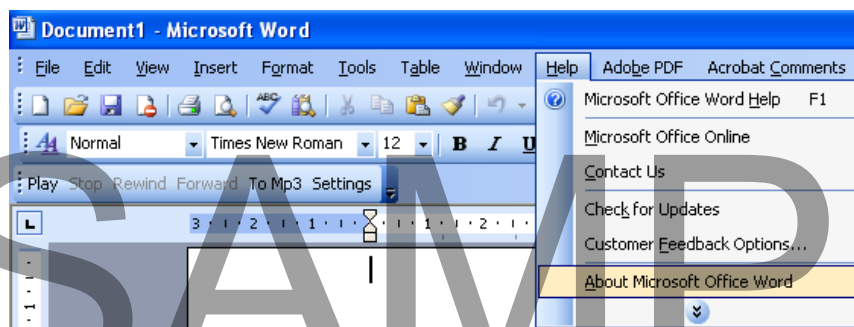 Document1 - Microsoft Word
File Edit View Insert Format Tools Table Window Help Adobe PDF Acrobat Comments
Microsoft Office Word Help F1
ABC
Microsoft Office Online
Normal Times New Roman 12 B I U
Contact Us
Play Stop Rewind Forward To Mp3 Settings
Check for Updates
L 3 2 1 1 2
Customer Feedback Options...
About Microsoft Office Word
1
SAMP